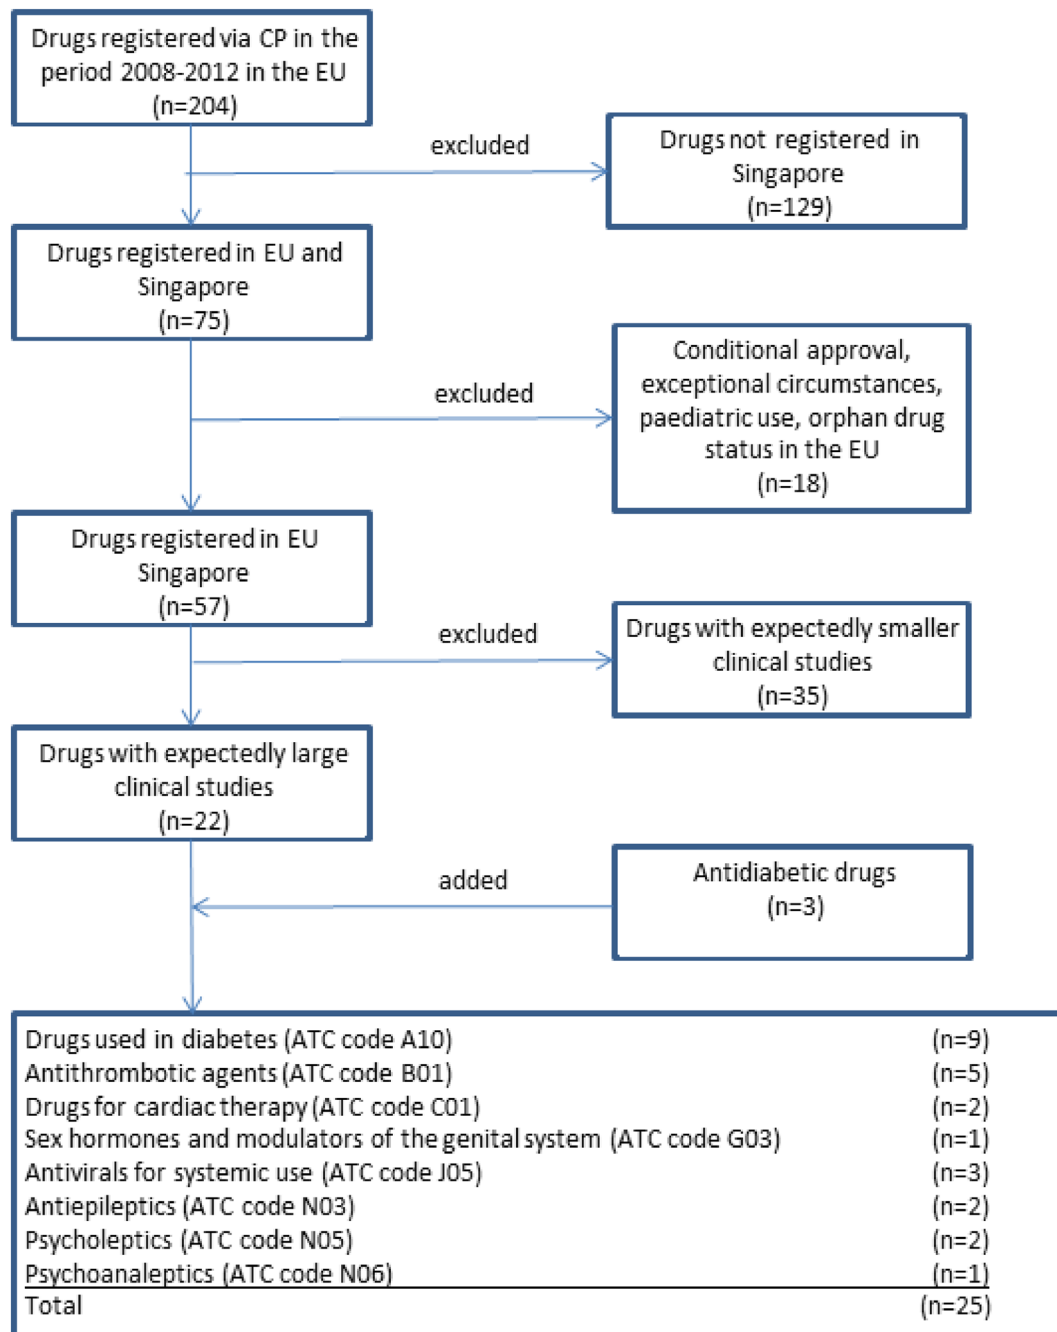 Drugs registered via CP in the
period 2008-2012 in the EU
(n=204)
excluded
Drugs not registered in
Singapore
(n=129)
Drugs registered in EU and
Singapore
(n=75)
excluded
Conditional approval,
exceptional circumstances,
paediatric use, orphan drug
status in the EU
(n=18)
Drugs registered in EU
Singapore
(n=57)
excluded
Drugs with expectedly smaller
clinical studies
(n=35)
Drugs with expectedly large
clinical studies
(n=22)
added
Antidiabetic drugs
(n=3)
Drugs used in diabetes (ATC code A10) (n=9)
Antithrombotic agents (ATC code B01) (n=5)
Drugs for cardiac therapy (ATC code C01) (n=2)
Sex hormones and modulators of the genital system (ATC code G03) (n=1)
Antivirals for systemic use (ATC code J05) (n=3)
Antiepileptics (ATC code N03) (n=2)
Psycholeptics (ATC code N05) (n=2)
Psychoanaleptics (ATC code N06) (n=1)
Total (n=25)